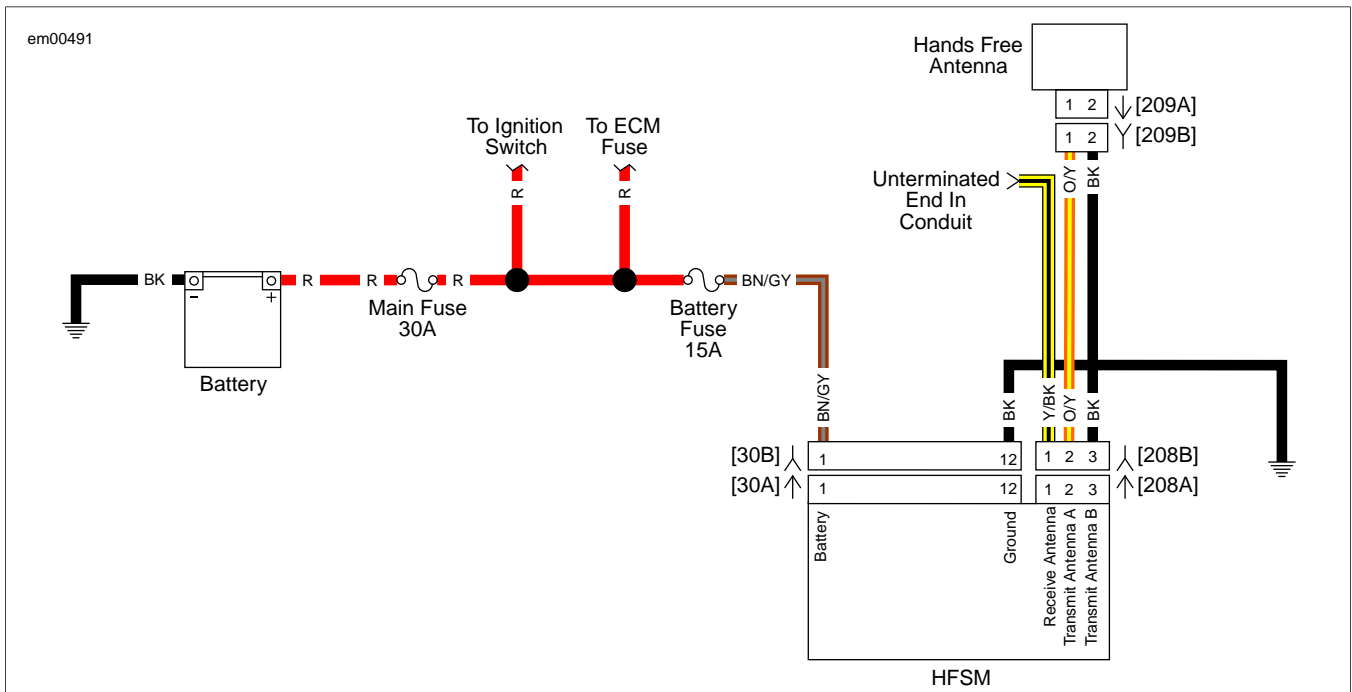 em00491
Hands Free
Antenna
1 2
[209A]
1 2
[209B]
To Ignition
Switch
To ECM
Fuse
R
R
Unterminated
End In
Conduit
O/Y
BK
BK
- +
Battery
R
R
Main Fuse
30A
R
Battery
Fuse
15A
BN/GY
BN/GY
BK
Y/BK
O/Y
BK
[30B]
1
12
1 2 3
[208B]
[30A]
1
12
1 2 3
[208A]
Battery
Ground
Receive Antenna
Transmit Antenna A
Transmit Antenna B
HFSM